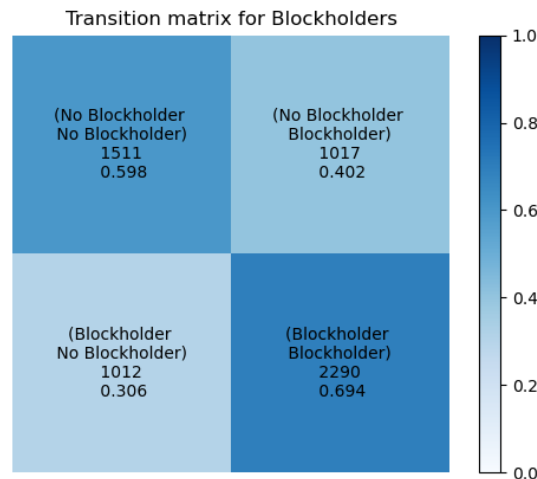 Transition matrix for Blockholders
(No Blockholder
No Blockholder)
1511
0.598
(No Blockholder
Blockholder)
1017
0.402
(Blockholder
No Blockholder)
1012
0.306
(Blockholder
Blockholder)
2290
0.694
1.0
0.8
0.6
0.4
0.2
0.0